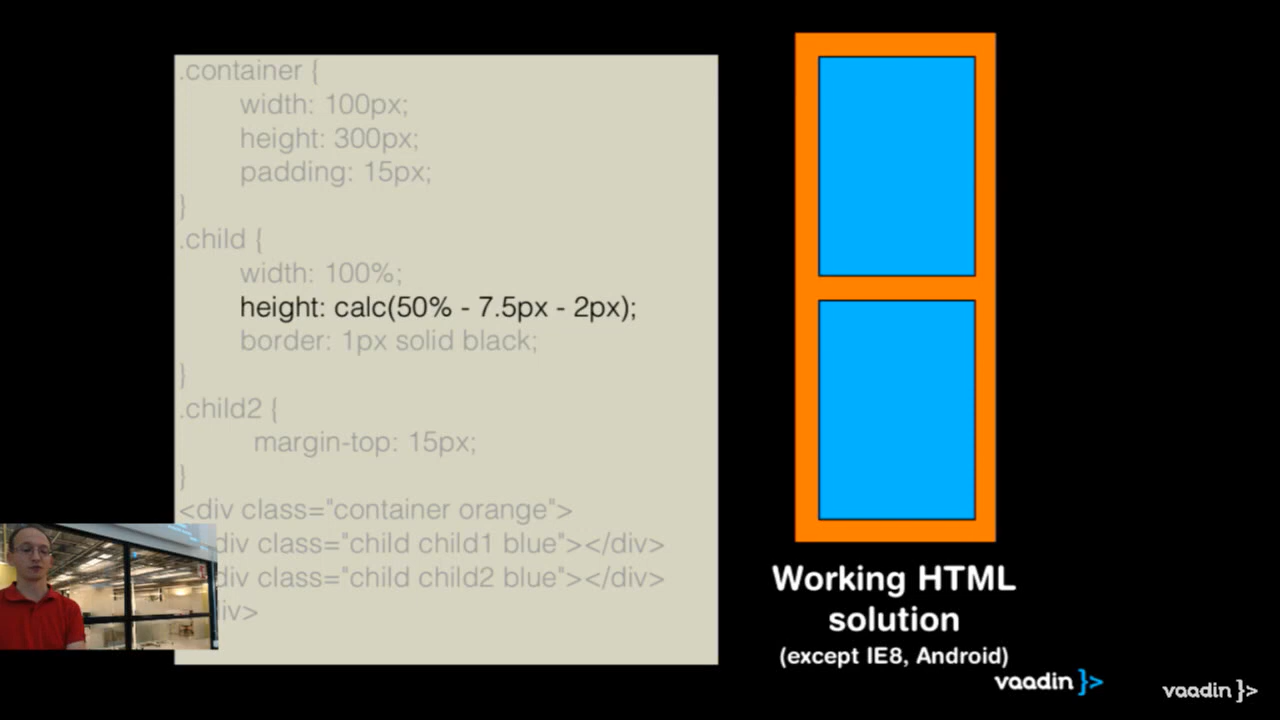 .container {
width: 100px;
height: 300px;
padding: 15px;
}
.child {
width: 100%;
height: calc(50% - 7.5px - 2px);
border: 1px solid black;
}
.child2 {
margin-top: 15px;
}
<div class="container orange">
div class="child child1 blue"></div>
div class="child child2 blue"></div>
iv>
Working HTML
solution
(except IE8, Android)
vaadin }>
vaadin }>